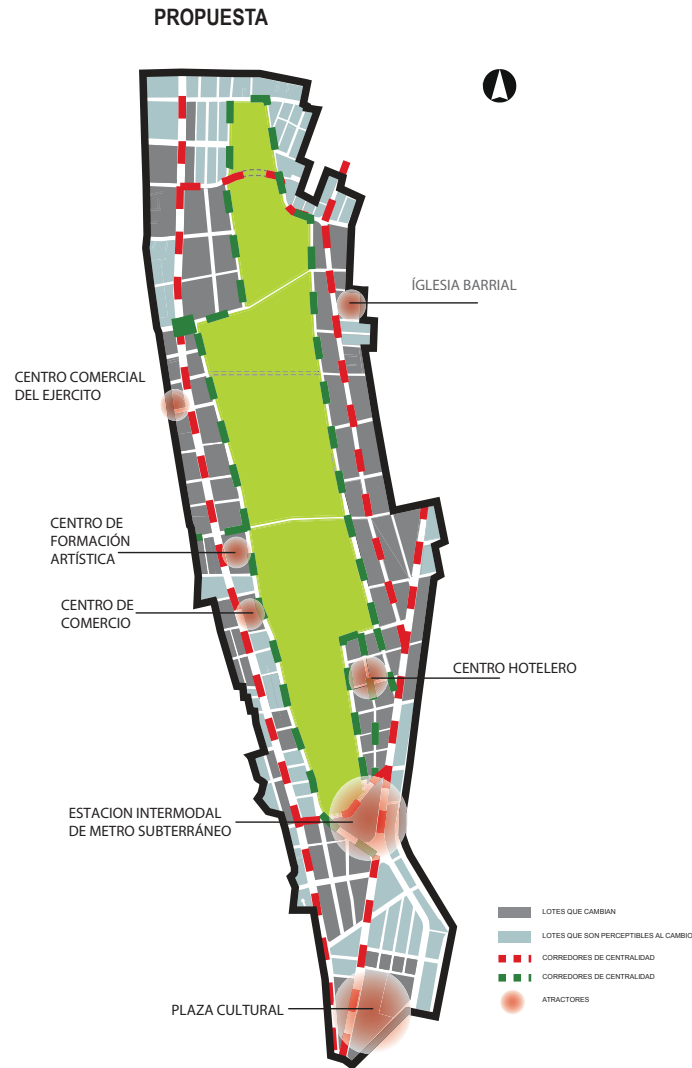 PROPUESTA
ÍGLESIA BARRIAL
CENTRO COMERCIAL
DEL EJERCITO
CENTRO DE
FORMACIÓN
ARTÍSTICA
CENTRO DE
COMERCIO
CENTRO HOTELERO
ESTACION INTERMODAL
DE METRO SUBTERRÁNEO
PLAZA CULTURAL
LOTES QUE CAMBIAN
LOTES QUE SON PERCEPTIBLES AL CAMBIO
CORREDORES DE CENTRALIDAD
CORREDORES DE CENTRALIDAD
ATRACTORES